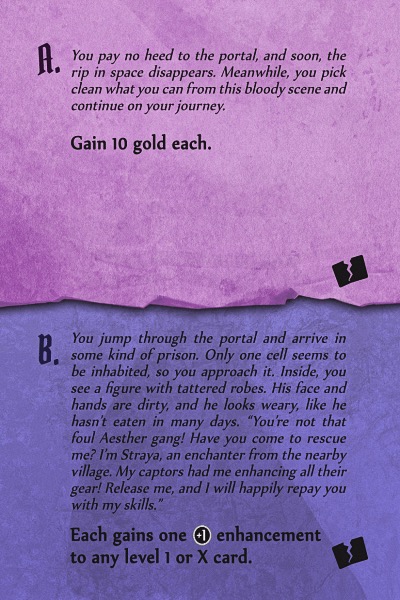 A.
You pay no heed to the portal, and soon, the
rip in space disappears. Meanwhile, you pick
clean what you can from this bloody scene and
continue on your journey.
Gain 10 gold each.
B.
You jump through the portal and arrive in
some kind of prison. Only one cell seems to
be inhabited, so you approach it. Inside, you
see a figure with tattered robes. His face and
hands are dirty, and he looks weary, like he
hasn't eaten in many days. “You're not that
foul Aesther gang! Have you come to rescue
me? I'm Straya, an enchanter from the nearby
village. My captors had me enhancing all their
gear! Release me, and I will happily repay you
with my skills.”
Each gains one +1 enhancement
to any level 1 or X card.